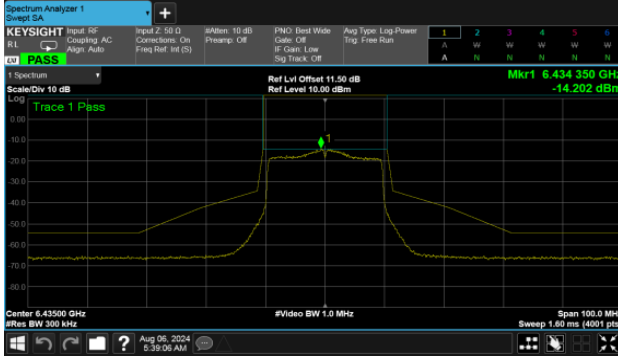 Spectrum Analyzer 1
Swept SA
+
KEYSIGHT Input: RF Input Z: 50 Ω #Atten: 10 dB PNO: Best Wide Avg Type: Log-Power 1 2 3 4 5 6
R L Coupling: AC Corrections: On Preamp: Off Gate: Off Trig: Free Run A W W W W W
Align: Auto Freq Ref: Int (S) IF Gain: Low
LXI PASS Sig Track: Off A N N N N N
1 Spectrum
Scale/Div 10 dB
Ref Lvl Offset 11.50 dB
Ref Level 10.00 dBm
Mkr1 6.434 350 GHz
-14.202 dBm
Log
Trace 1 Pass
0.00
-10.0
1
-20.0
-30.0
-40.0
-50.0
-60.0
-70.0
-80.0
Center 6.43500 GHz #Video BW 1.0 MHz Span 100.0 MH
#Res BW 300 kHz Sweep 1.60 ms (4001 pts
? Aug 06, 2024
5:39:06 AM